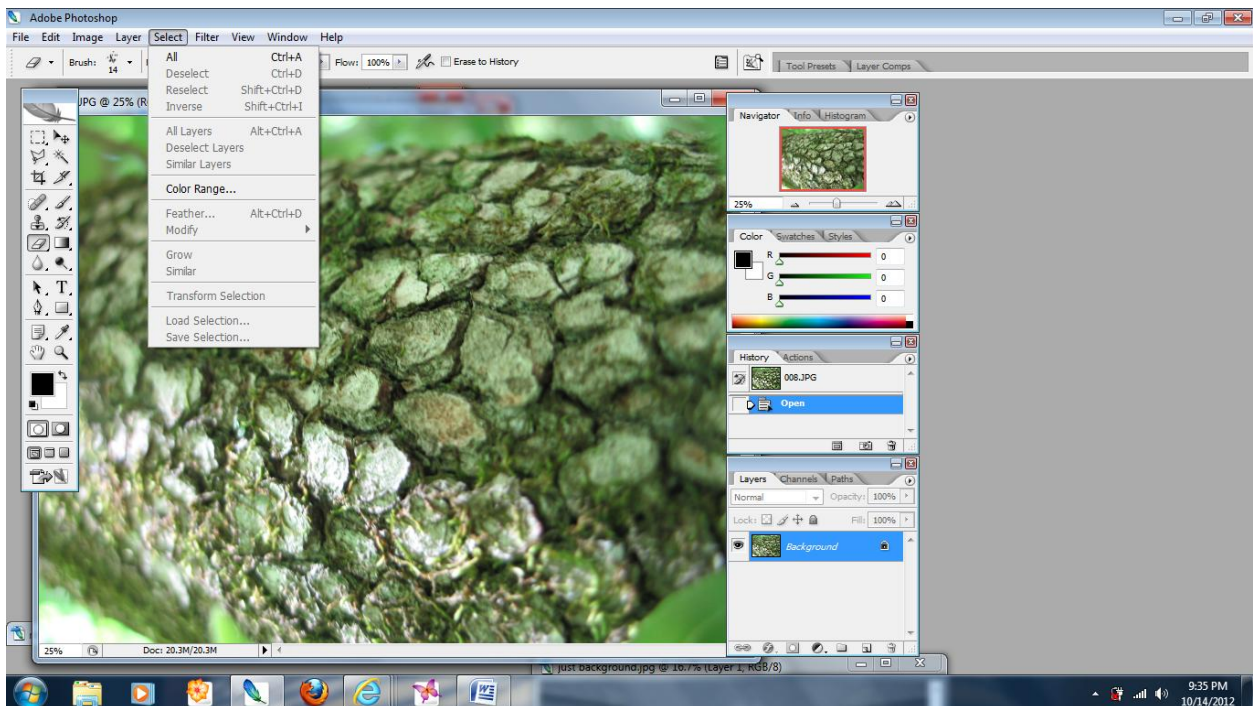 Adobe Photoshop
File Edit Image Layer Select Filter View Window Help
Brush: 14
Flow: 100%
Erase to History
Tool Presets
Layer Comps
All Ctrl+A
Deselect Ctrl+D
Reselect Shift+Ctrl+D
Inverse Shift+Ctrl+I
All Layers Alt+Ctrl+A
Deselect Layers
Similar Layers
Color Range...
Feather... Alt+Ctrl+D
Modify
Grow
Similar
Transform Selection
Load Selection...
Save Selection...
JPG @ 25%
Navigator Info Histogram
25%
Color Swatches Styles
R 0
G 0
B 0
History Actions
008.JPG
Open
Layers Channels Paths
Normal Opacity: 100%
Lock: Fill: 100%
Background
25% Doc: 20.3M/20.3M
just background.jpg @ 16.7% (Layer 1, RGB/8)
9:35 PM
10/14/2012